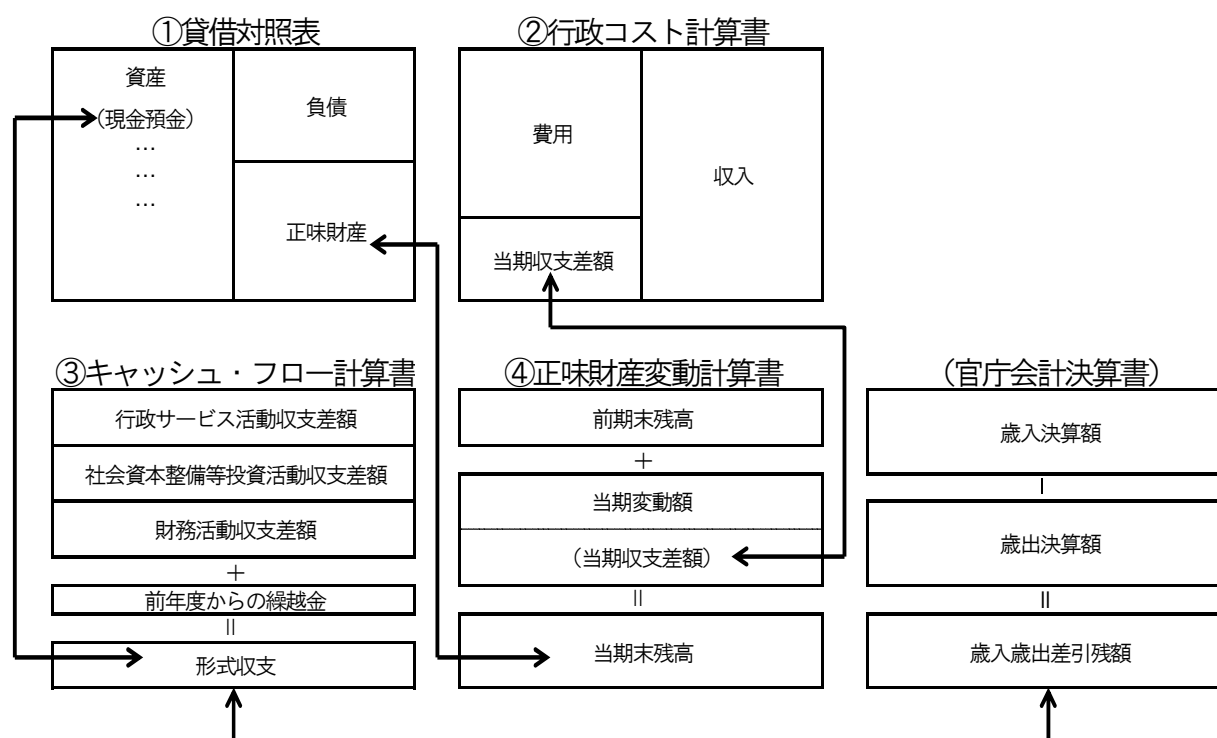 ①貸借対照表
資産
(現金預金)
…
…
…
負債
正味財産
②行政コスト計算書
費用
当期収支差額
収入
③キャッシュ・フロー計算書
行政サービス活動収支差額
社会資本整備等投資活動収支差額
財務活動収支差額
＋
前年度からの繰越金
＝
形式収支
④正味財産変動計算書
前期末残高
＋
当期変動額
(当期収支差額)
＝
当期末残高
(官庁会計決算書)
歳入決算額
－
歳出決算額
＝
歳入歳出差引残額